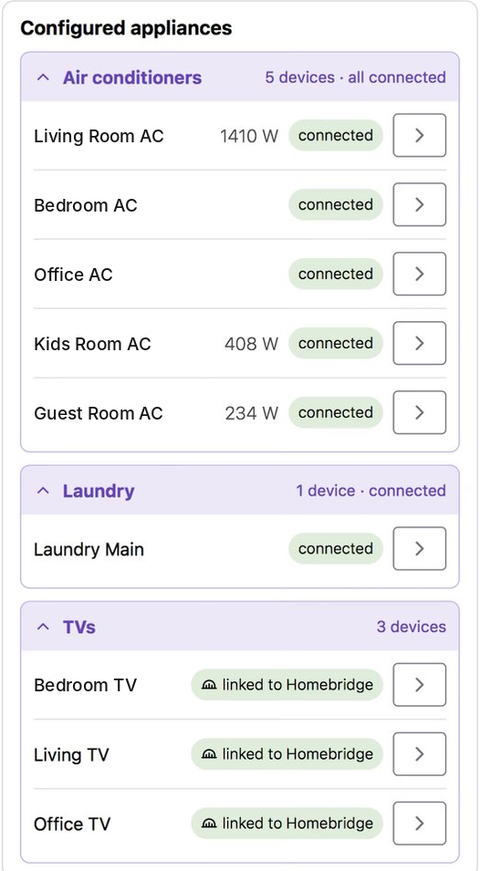 Configured appliances
Air conditioners 5 devices · all connected
Living Room AC 1410 W connected
Bedroom AC connected
Office AC connected
Kids Room AC 408 W connected
Guest Room AC 234 W connected
Laundry 1 device · connected
Laundry Main connected
TVs 3 devices
Bedroom TV linked to Homebridge
Living TV linked to Homebridge
Office TV linked to Homebridge